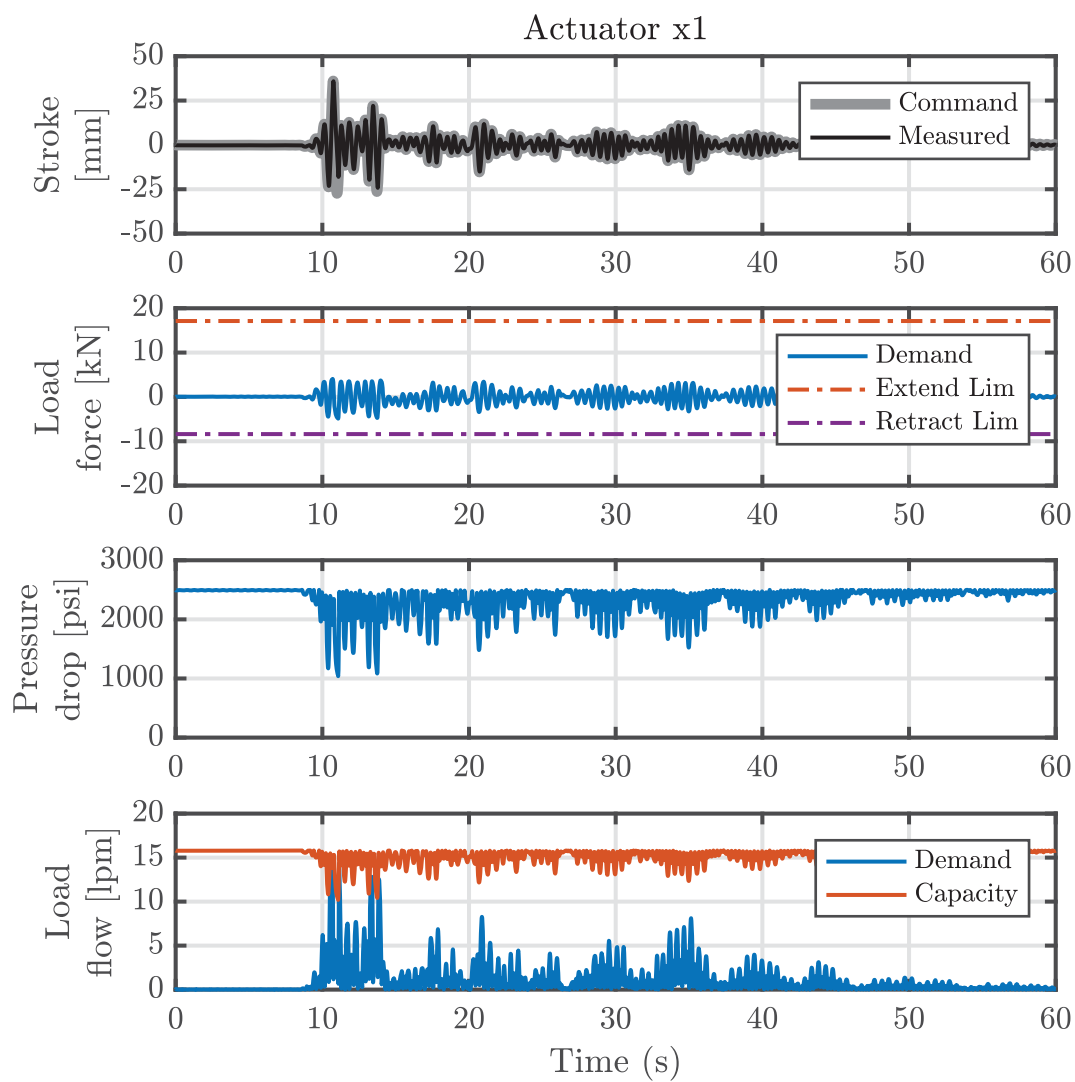 Actuator x1
Stroke
[mm]
50
25
0
-25
-50
Command
Measured
0 10 20 30 40 50 60
Load
force [kN]
20
10
0
-10
-20
Demand
Extend Lim
Retract Lim
0 10 20 30 40 50 60
Pressure
drop [psi]
3000
2000
1000
0
0 10 20 30 40 50 60
Load
flow [lpm]
20
15
10
5
0
Demand
Capacity
0 10 20 30 40 50 60
Time (s)